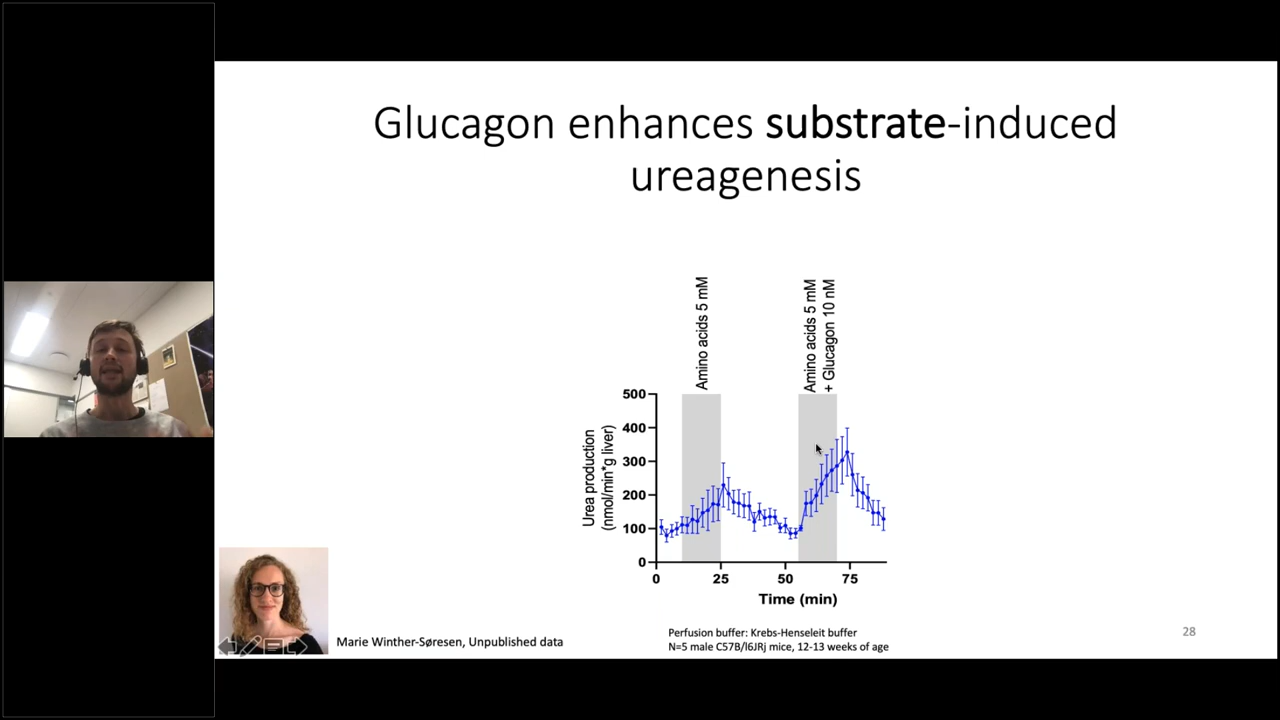 Glucagon enhances substrate-induced
ureagenesis
Amino acids 5 mM
Amino acids 5 mM
+ Glucagon 10 nM
Urea production
(nmol/min*g liver)
500
400
300
200
100
0
0 25 50 75
Time (min)
Marie Winther-Søresen, Unpublished data
Perfusion buffer: Krebs-Henseleit buffer
N=5 male C57B/l6JRj mice, 12-13 weeks of age
28